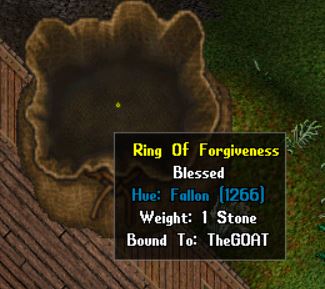 Ring Of Forgiveness
Blessed
Hue: Fallon (1266)
Weight: 1 Stone
Bound To: TheGOAT